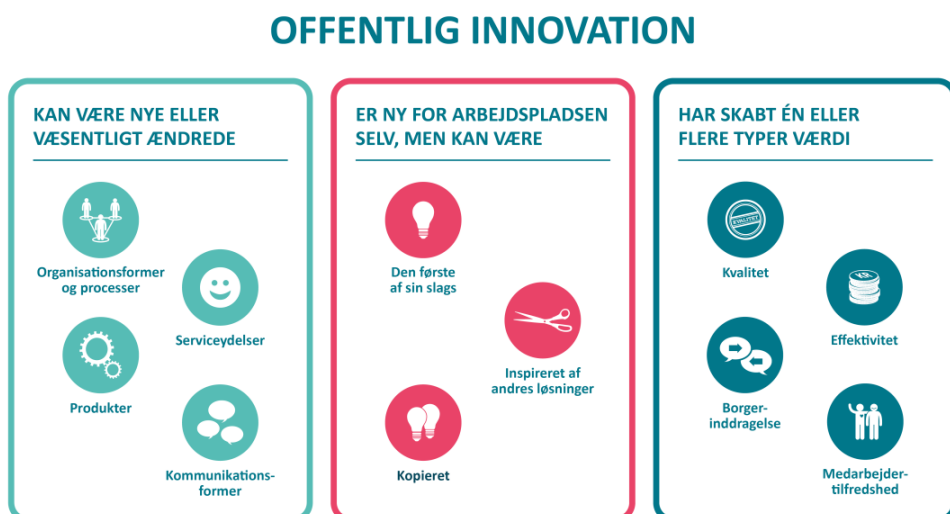 OFFENTLIG INNOVATION
KAN VÆRE NYE ELLER
VÆSENTLIGT ÆNDREDE
Organisationsformer
og processer
Serviceydelser
Produkter
Kommunikations-
former
ER NY FOR ARBEJDSPLADSEN
SELV, MEN KAN VÆRE
Den første
af sin slags
Inspireret af
andres løsninger
Kopieret
HAR SKABT ÉN ELLER
FLERE TYPER VÆRDI
KVALITET
Kvalitet
Effektivitet
Borger-
inddragelse
Medarbejder-
tilfredshed